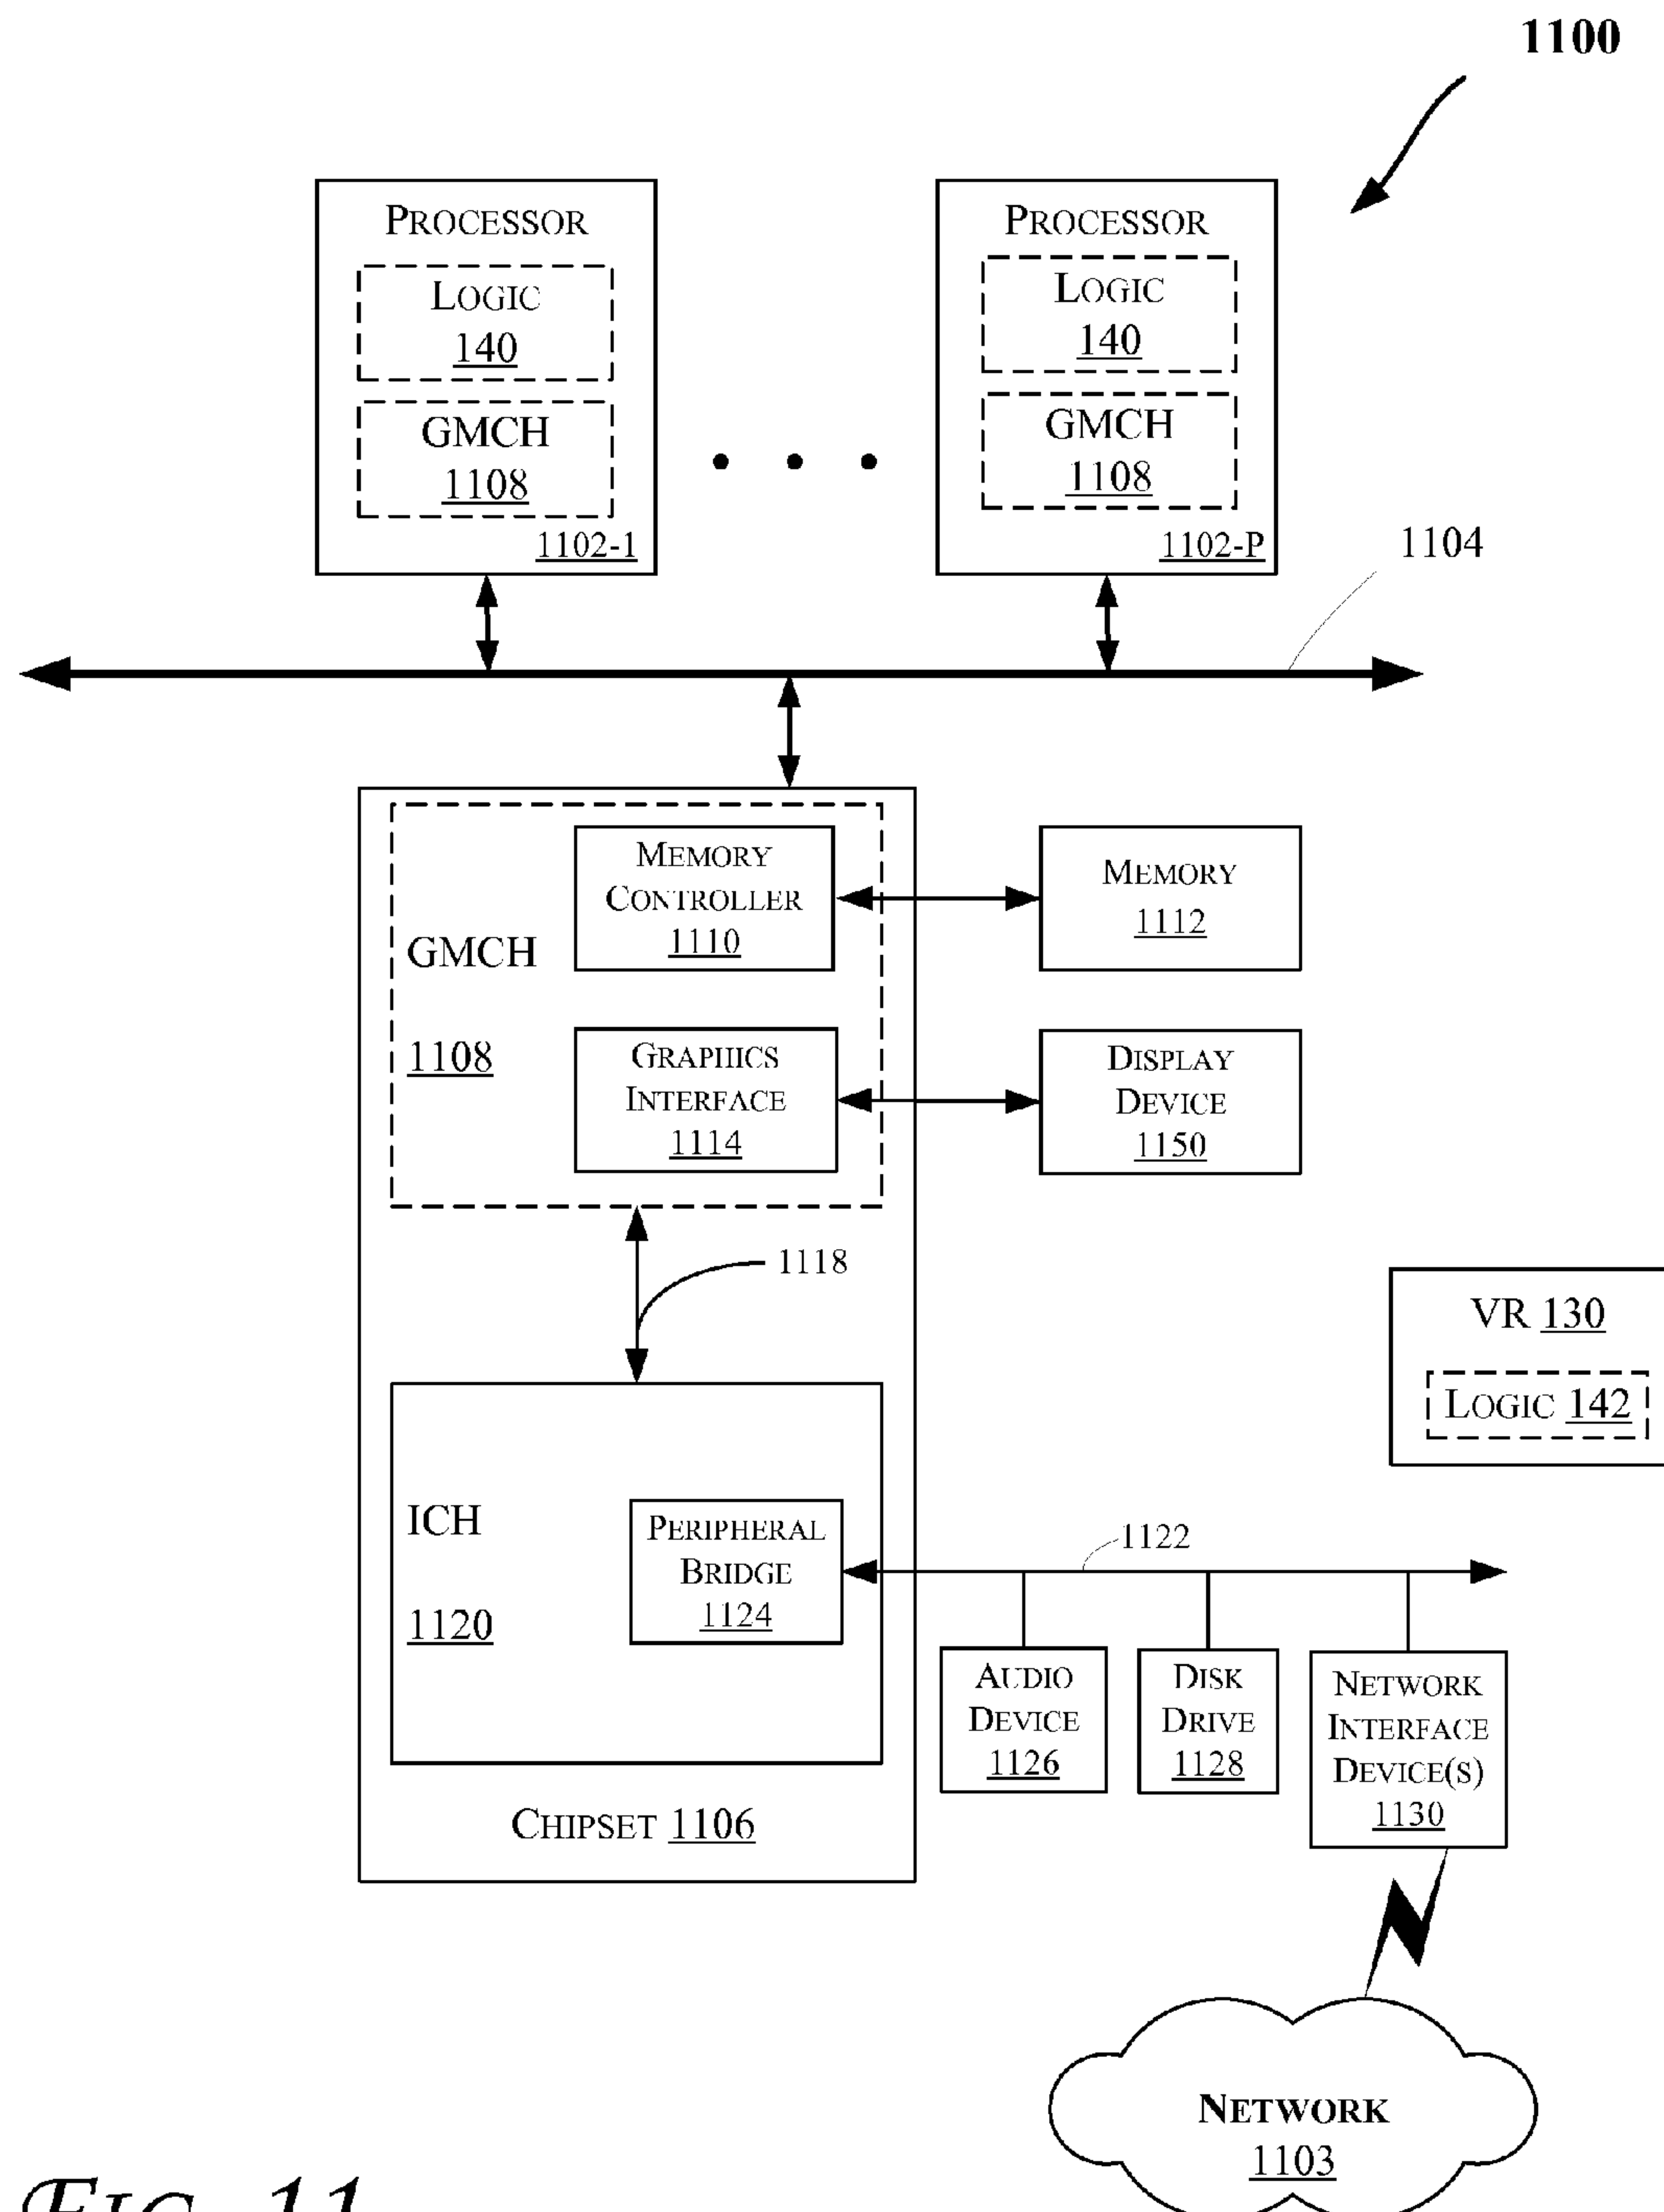 1100
PROCESSOR
LOGIC
140
GMCH
1108
1102-1
PROCESSOR
LOGIC
140
GMCH
1108
1102-P
1104
MEMORY
CONTROLLER
1110
GMCH
1108
GRAPHICS
INTERFACE
1114
MEMORY
1112
DISPLAY
DEVICE
1150
1118
VR 130
LOGIC 142
ICH
1120
PERIPHERAL
BRIDGE
1124
1122
AUDIO
DEVICE
1126
DISK
DRIVE
1128
NETWORK
INTERFACE
DEVICE(S)
1130
CHIPSET 1106
NETWORK
1103
FIG. 11